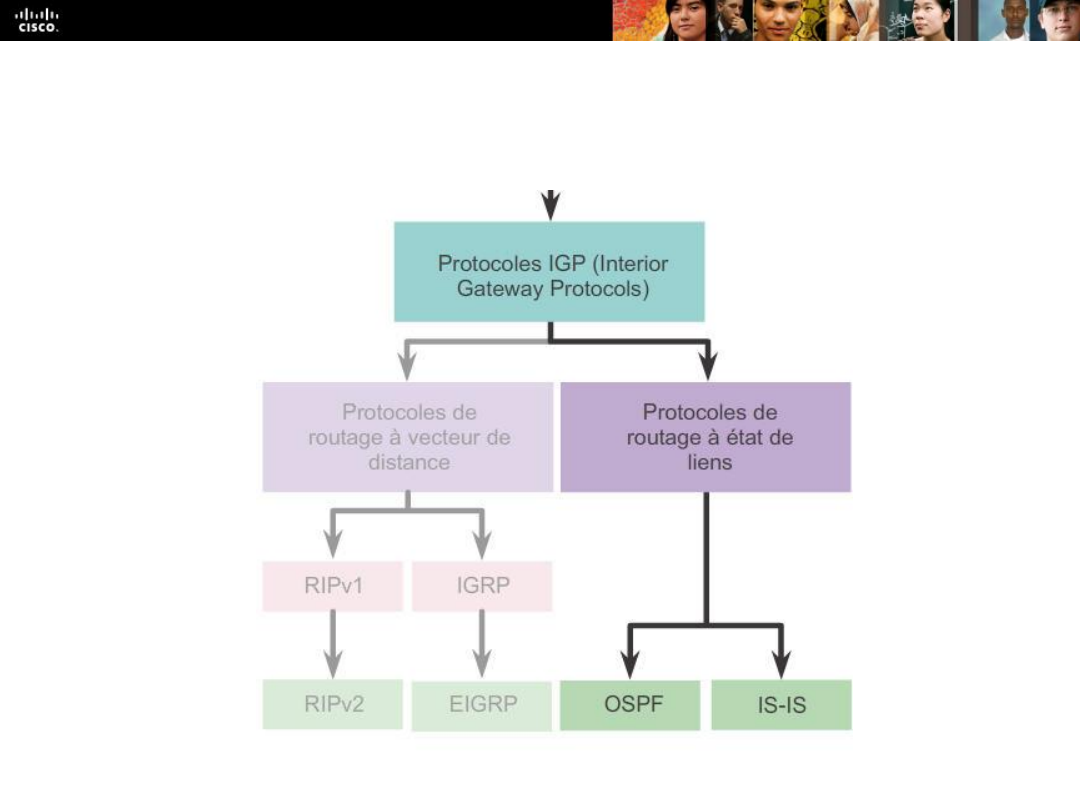 cisco.
Protocoles IGP (Interior
Gateway Protocols)
Protocoles de
routage à vecteur de
distance
Protocoles de
routage à état de
liens
RIPv1
IGRP
RIPv2
EIGRP
OSPF
IS-IS